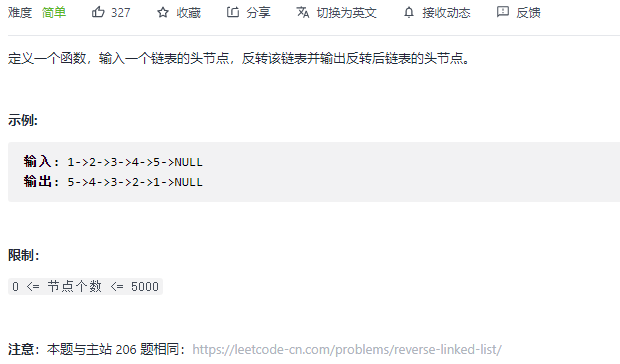 难度 简单 327 收藏 分享 切换为英文 接收动态 反馈
定义一个函数，输入一个链表的头节点，反转该链表并输出反转后链表的头节点。
示例:
输入: 1->2->3->4->5->NULL
输出: 5->4->3->2->1->NULL
限制：
0 <= 节点个数 <= 5000
注意：本题与主站 206 题相同：https://leetcode-cn.com/problems/reverse-linked-list/